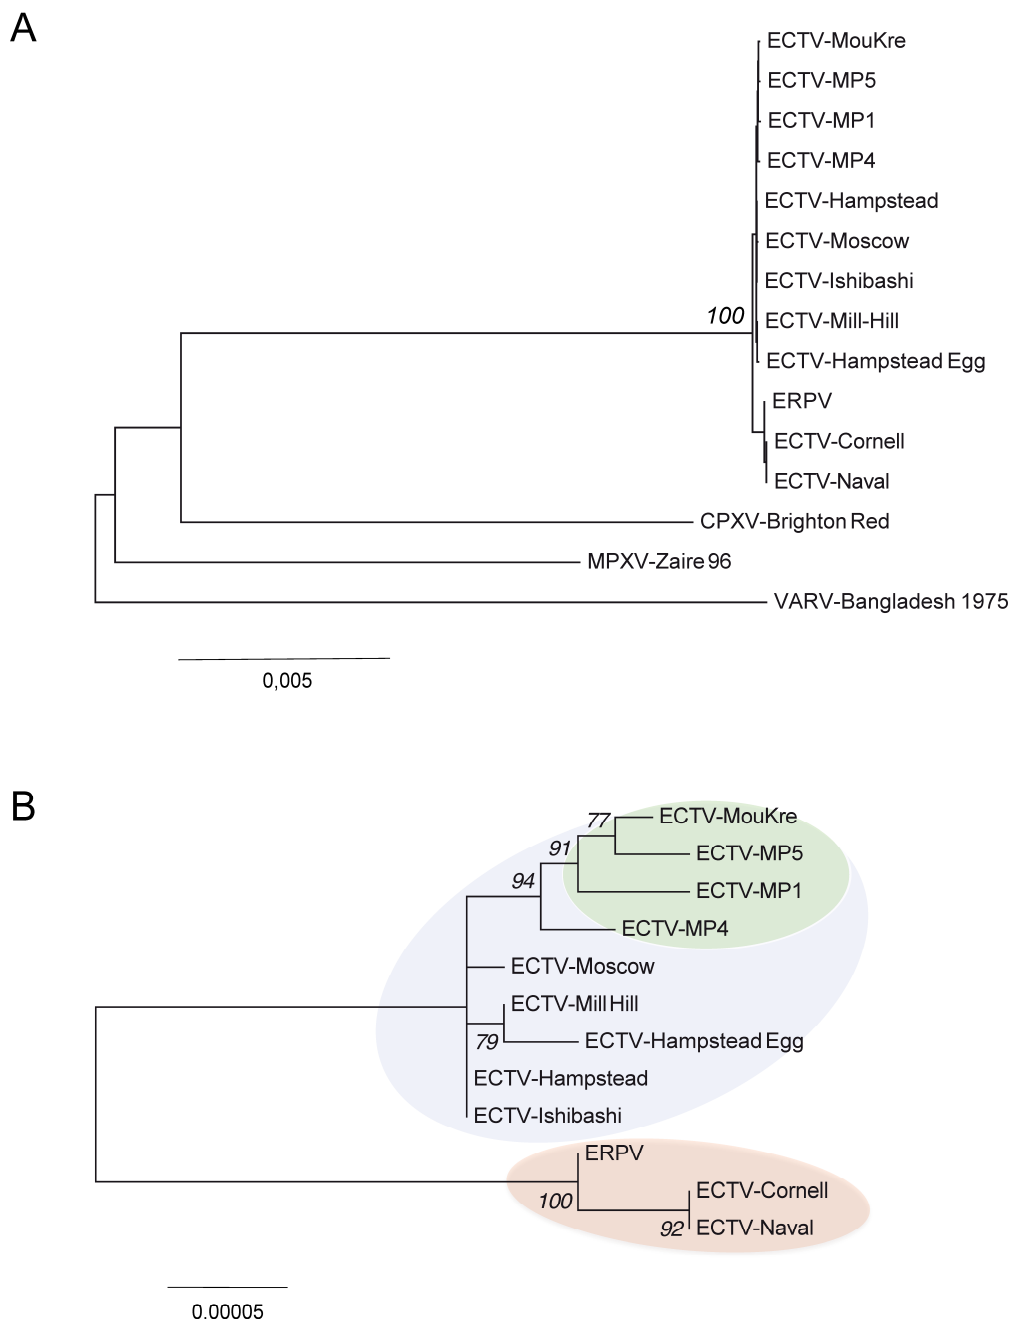 A
ECTV-MouKre
ECTV-MP5
ECTV-MP1
ECTV-MP4
ECTV-Hampstead
ECTV-Moscow
ECTV-Ishibashi
100
ECTV-Mill-Hill
ECTV-Hampstead Egg
ERPV
ECTV-Cornell
ECTV-Naval
CPXV-Brighton Red
MPXV-Zaire 96
VARV-Bangladesh 1975
0,005
B
77
ECTV-MouKre
91
ECTV-MP5
94
ECTV-MP1
ECTV-MP4
ECTV-Moscow
ECTV-Mill Hill
79
ECTV-Hampstead Egg
ECTV-Hampstead
ECTV-Ishibashi
ERPV
100
ECTV-Cornell
92
ECTV-Naval
0.00005